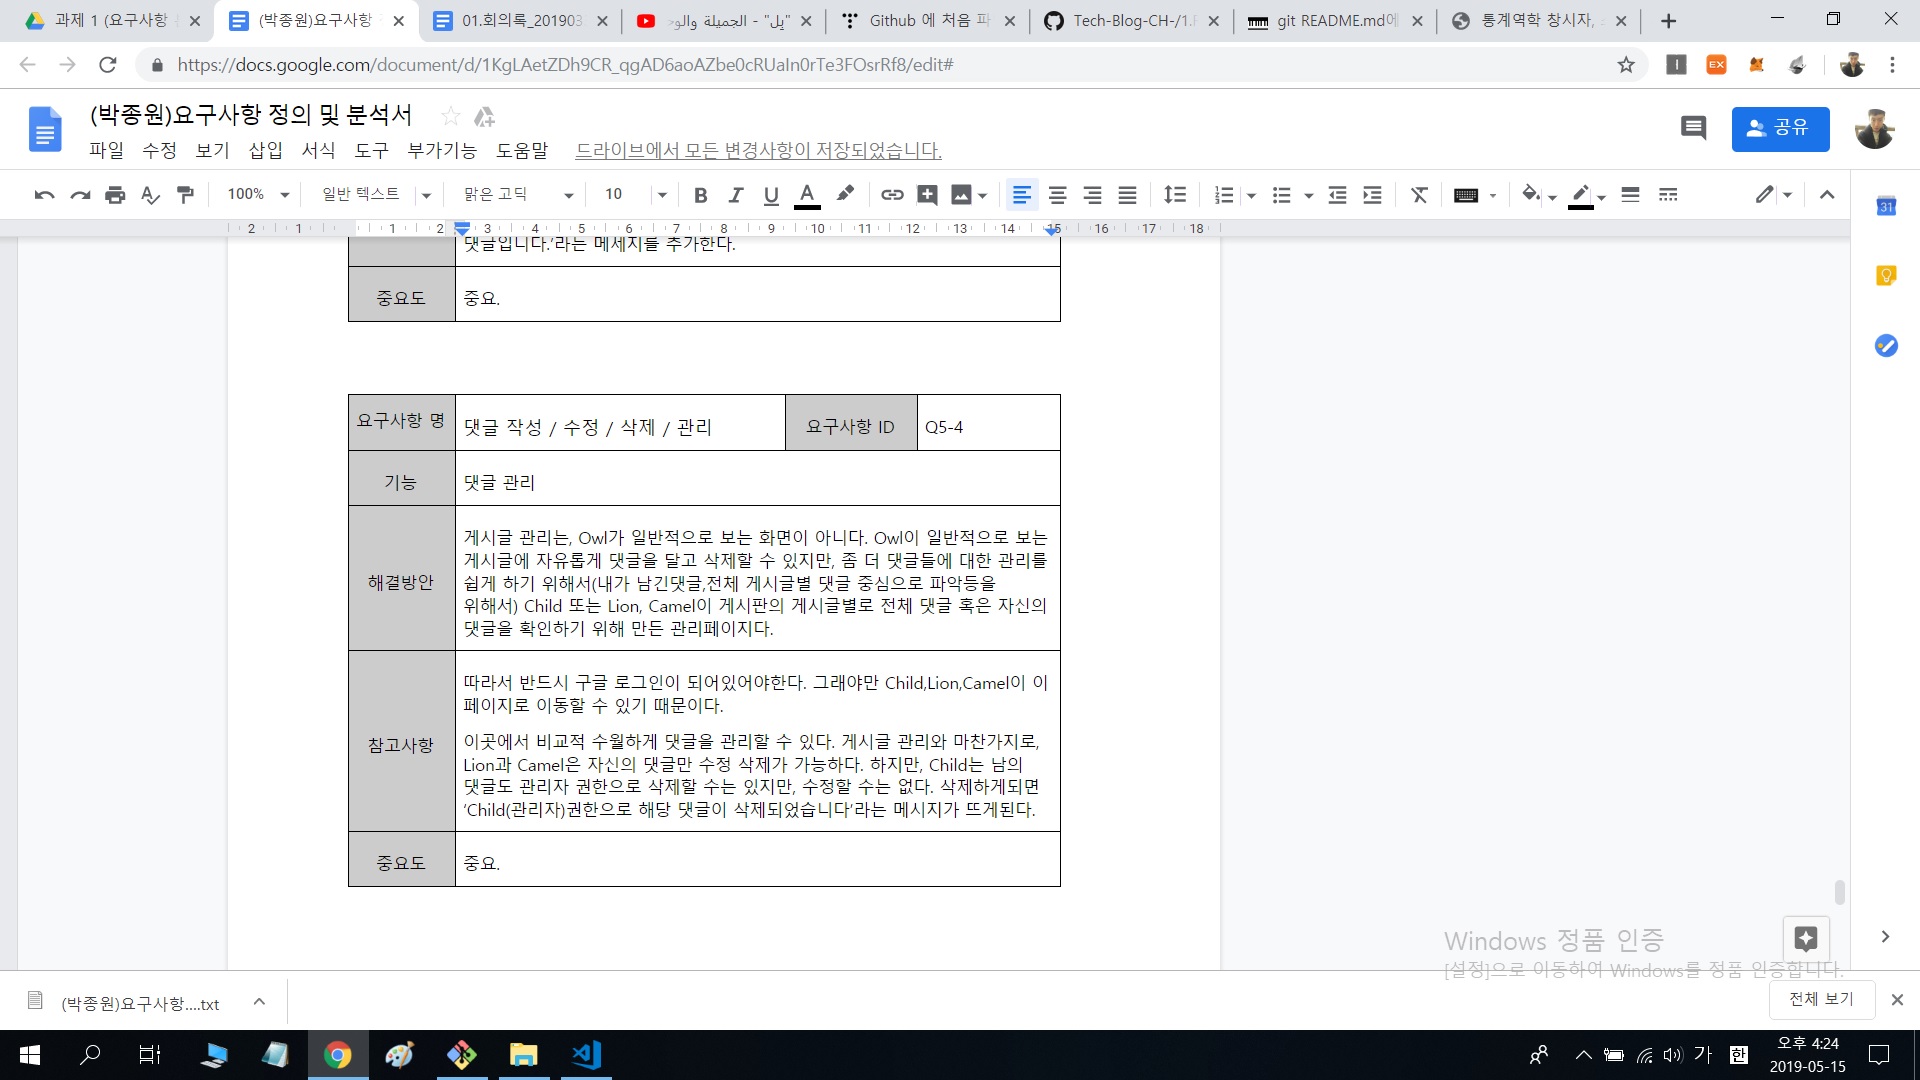 과제 1 (요구사항
(박종원)요구사항
01.회의록_201903
"يل" - الجميلة والو
Github 에 처음 파
Tech-Blog-CH-/1.
git README.md에
통계역학 창시자,
https://docs.google.com/document/d/1KgLAetZDh9CR_qgAD6aoAZbe0cRUaIn0rTe3FOsrRf8/edit#
(박종원)요구사항 정의 및 분석서
파일 수정 보기 삽입 서식 도구 부가기능 도움말 드라이브에서 모든 변경사항이 저장되었습니다.
공유
100% 일반 텍스트 맑은 고딕 10 B I U A
2 1 1 2 3 4 5 6 7 8 9 10 11 12 13 14 15 16 17 18
31
댓글입니다.'라는 메세지를 추가한다.
중요도 중요.
요구사항 명 댓글 작성 / 수정 / 삭제 / 관리 요구사항 ID Q5-4
기능 댓글 관리
해결방안
게시글 관리는, Owl가 일반적으로 보는 화면이 아니다. Owl이 일반적으로 보는
게시글에 자유롭게 댓글을 달고 삭제할 수 있지만, 좀 더 댓글들에 대한 관리를
쉽게 하기 위해서(내가 남긴댓글,전체 게시글별 댓글 중심으로 파악등을
위해서) Child 또는 Lion, Camel이 게시판의 게시글별로 전체 댓글 혹은 자신의
댓글을 확인하기 위해 만든 관리페이지다.
참고사항
따라서 반드시 구글 로그인이 되어있어야한다. 그래야만 Child,Lion,Camel이 이
페이지로 이동할 수 있기 때문이다.
이곳에서 비교적 수월하게 댓글을 관리할 수 있다. 게시글 관리와 마찬가지로,
Lion과 Camel은 자신의 댓글만 수정 삭제가 가능하다. 하지만, Child는 남의
댓글도 관리자 권한으로 삭제할 수는 있지만, 수정할 수는 없다. 삭제하게되면
'Child(관리자)권한으로 해당 댓글이 삭제되었습니다'라는 메시지가 뜨게된다.
중요도 중요.
Windows 정품 인증
[설정]으로 이동하여 Windows를 정품 인증합니다.
(박종원)요구사항....txt
전체 보기
가 한
오후 4:24
2019-05-15